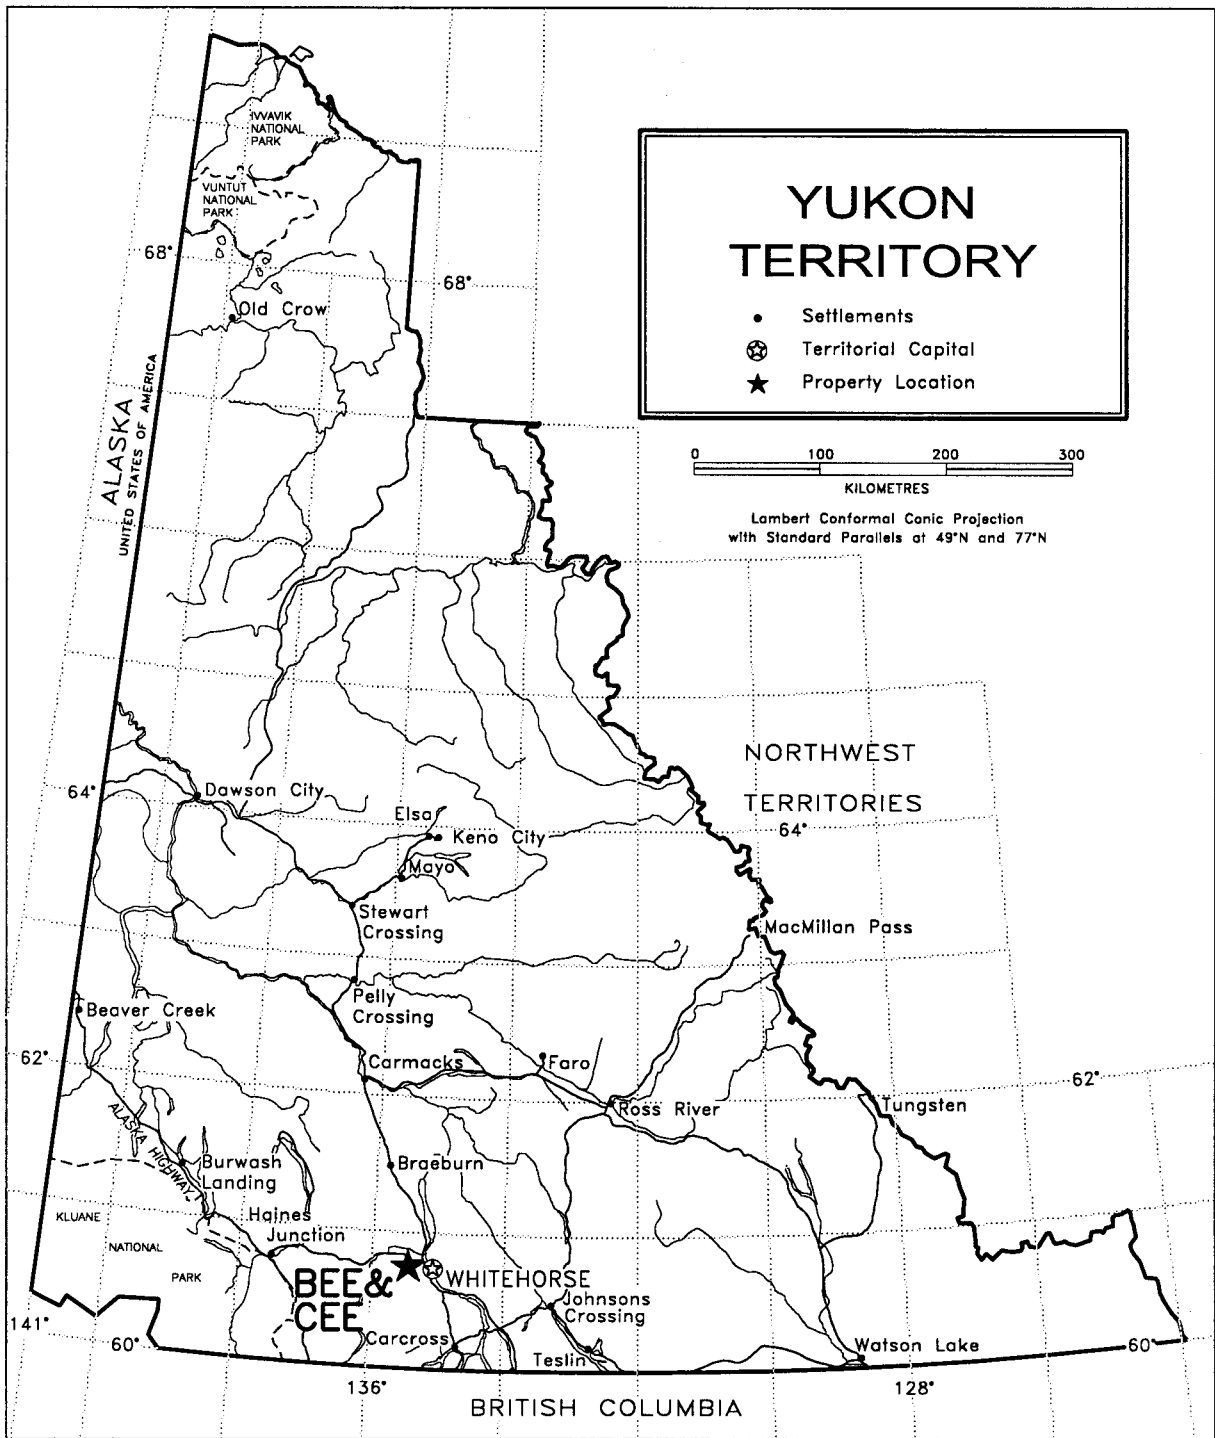 YUKON
TERRITORY
Settlements
Territorial Capital
Property Location
0 100 200 300
KILOMETRES
Lambert Conformal Conic Projection
with Standard Parallels at 49°N and 77°N
IVVAVIK
NATIONAL
PARK
VUNTUT
NATIONAL
PARK
68°
68°
Old Crow
ALASKA
UNITED STATES OF AMERICA
NORTHWEST
TERRITORIES
64°
Dawson City
64°
Elsa
Keno City
Mayo
Stewart
Crossing
MacMillan Pass
Pelly
Crossing
Beaver Creek
62°
Carmacks
Faro
62°
Ross River
Tungsten
ALASKA HIGHWAY
Burwash
Landing
Braeburn
KLUANE
NATIONAL
PARK
Haines
Junction
BEE&
CEE
WHITEHORSE
Johnsons
Crossing
141°
60°
Carcross
Teslin
Watson Lake
60°
136°
128°
BRITISH COLUMBIA